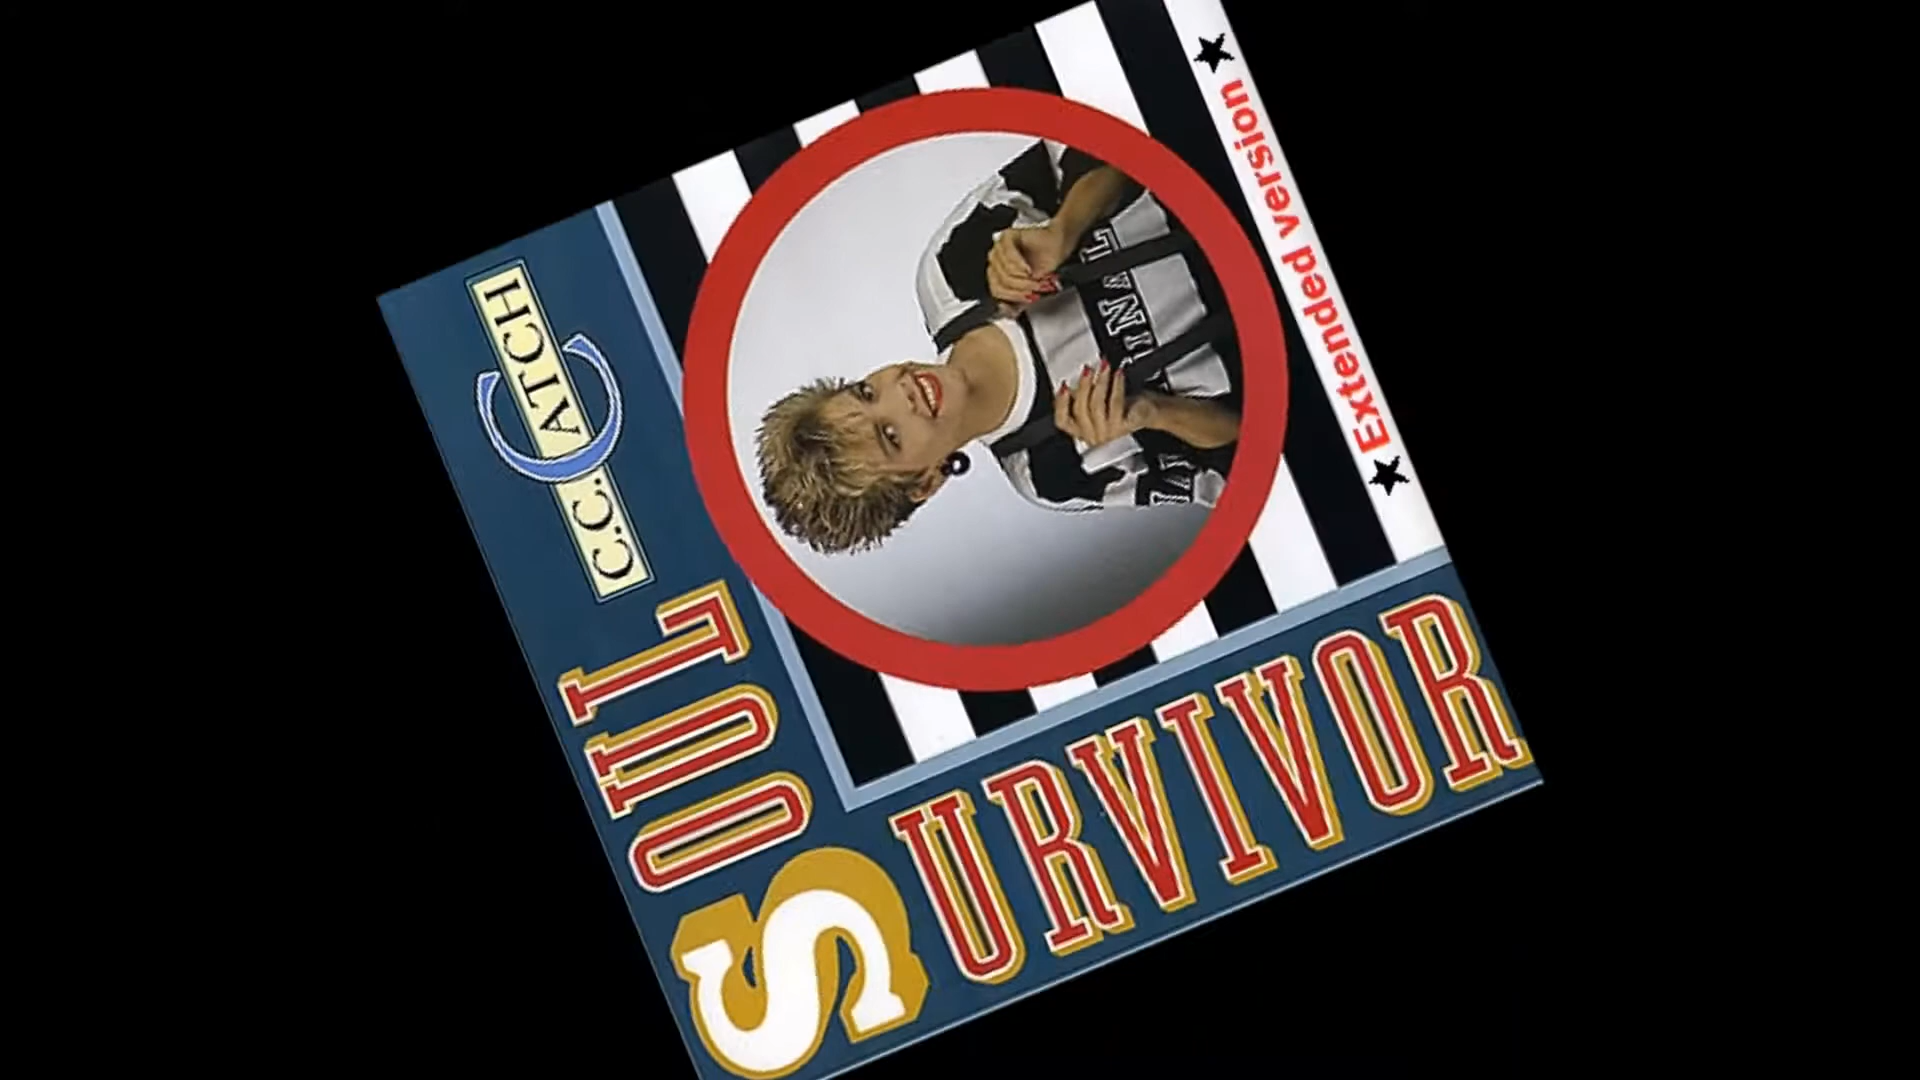 C.C. CATCH
SOUL
SURVIVOR
★ Extended version ★